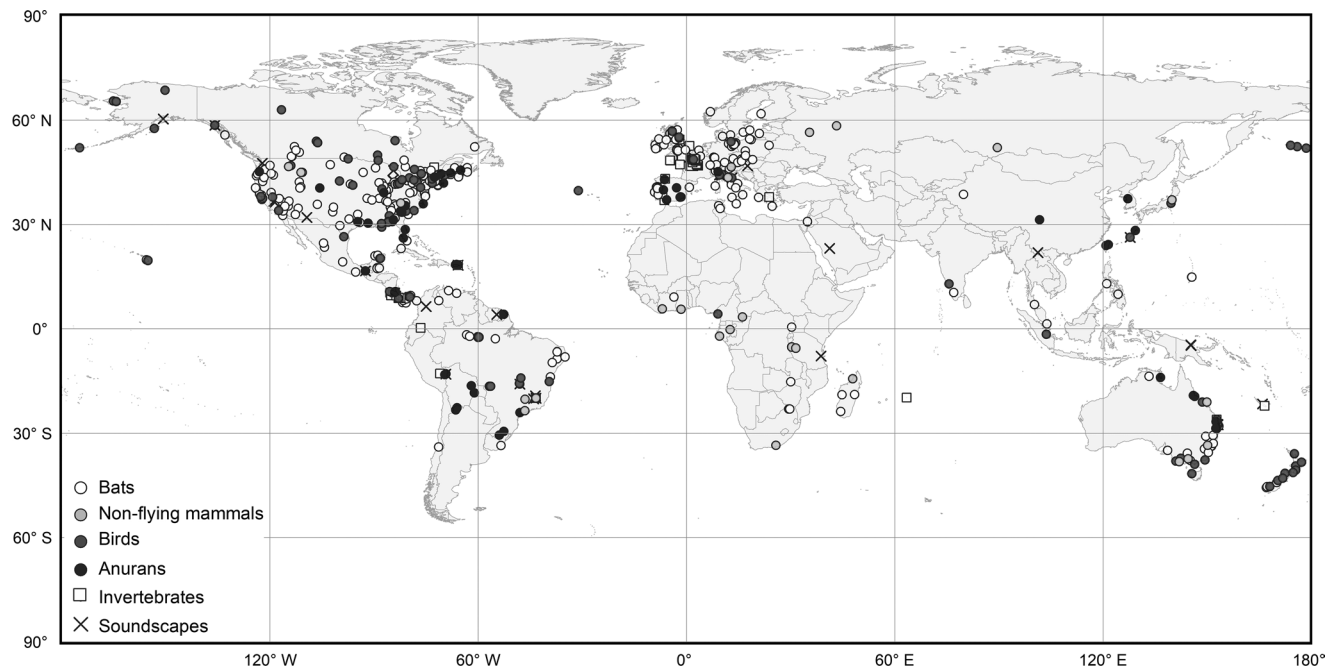 90°
60° N
30° N
0°
30° S
60° S
90°
Bats
Non-flying mammals
Birds
Anurans
Invertebrates
Soundscapes
120° W
60° W
0°
60° E
120° E
180°